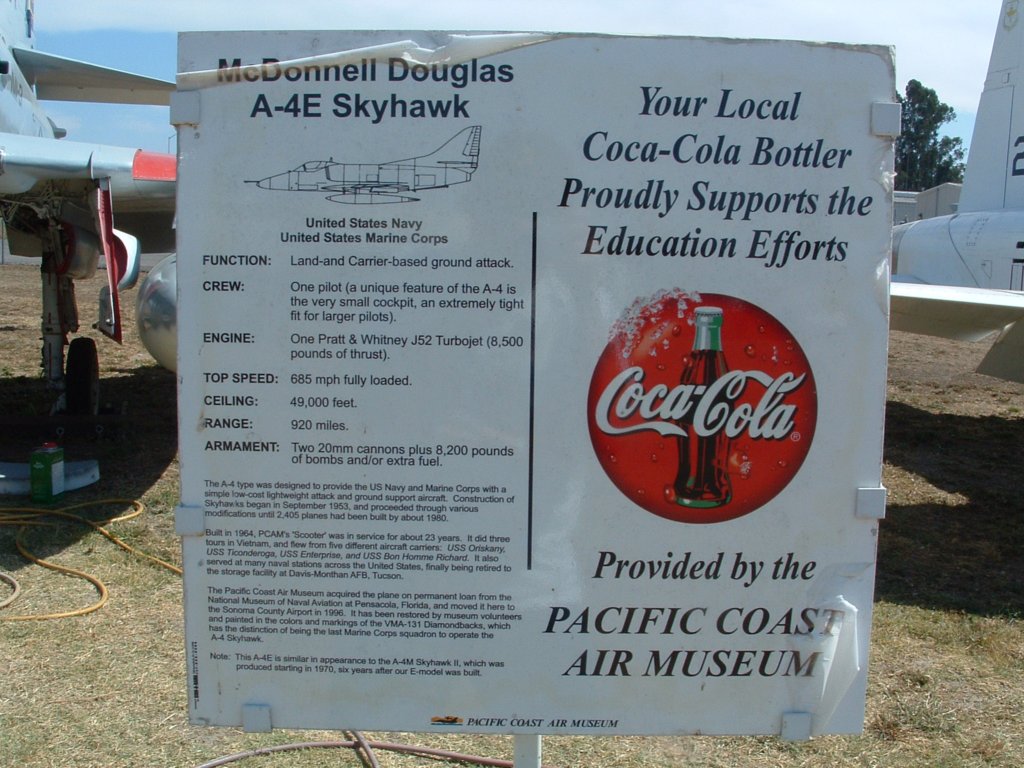 McDonnell Douglas
A-4E Skyhawk
United States Navy
United States Marine Corps
FUNCTION: Land-and Carrier-based ground attack.
CREW: One pilot (a unique feature of the A-4 is
the very small cockpit, an extremely tight
fit for larger pilots).
ENGINE: One Pratt & Whitney J52 Turbojet (8,500
pounds of thrust).
TOP SPEED: 685 mph fully loaded.
CEILING: 49,000 feet.
RANGE: 920 miles.
ARMAMENT: Two 20mm cannons plus 8,200 pounds
of bombs and/or extra fuel.
The A-4 type was designed to provide the US Navy and Marine Corps with a
simple low-cost lightweight attack and ground support aircraft. Construction of
Skyhawks began in September 1953, and proceeded through various
modifications until 2,405 planes had been built by about 1980.
Built in 1964, PCAM's 'Scooter' was in service for about 23 years. It did three
tours in Vietnam, and flew from five different aircraft carriers: USS Oriskany,
USS Ticonderoga, USS Enterprise, and USS Bon Homme Richard. It also
served at many naval stations across the United States, finally being retired to
the storage facility at Davis-Monthan AFB, Tucson.
The Pacific Coast Air Museum acquired the plane on permanent loan from the
National Museum of Naval Aviation at Pensacola, Florida, and moved it here to
the Sonoma County Airport in 1996. It has been restored by museum volunteers
and painted in the colors and markings of the VMA-131 Diamondbacks, which
has the distinction of being the last Marine Corps squadron to operate the
A-4 Skyhawk.
Note: This A-4E is similar in appearance to the A-4M Skyhawk II, which was
produced starting in 1970, six years after our E-model was built.
Your Local
Coca-Cola Bottler
Proudly Supports the
Education Efforts
Coca-Cola
®
Provided by the
PACIFIC COAST
AIR MUSEUM
PACIFIC COAST AIR MUSEUM